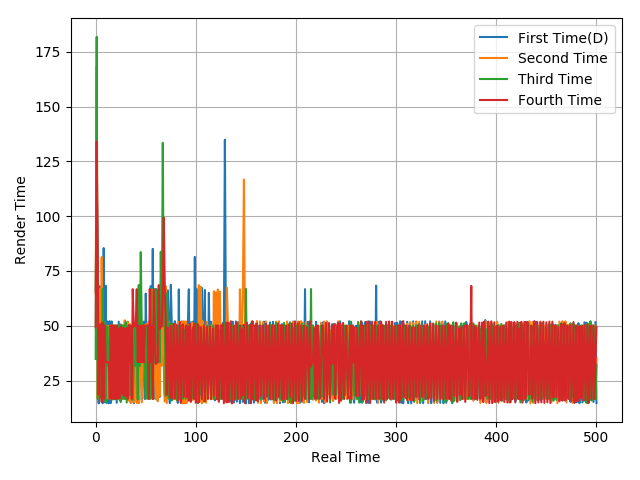 First Time(D)
Second Time
Third Time
Fourth Time
175
150
125
100
75
50
25
Render Time
0 100 200 300 400 500
Real Time